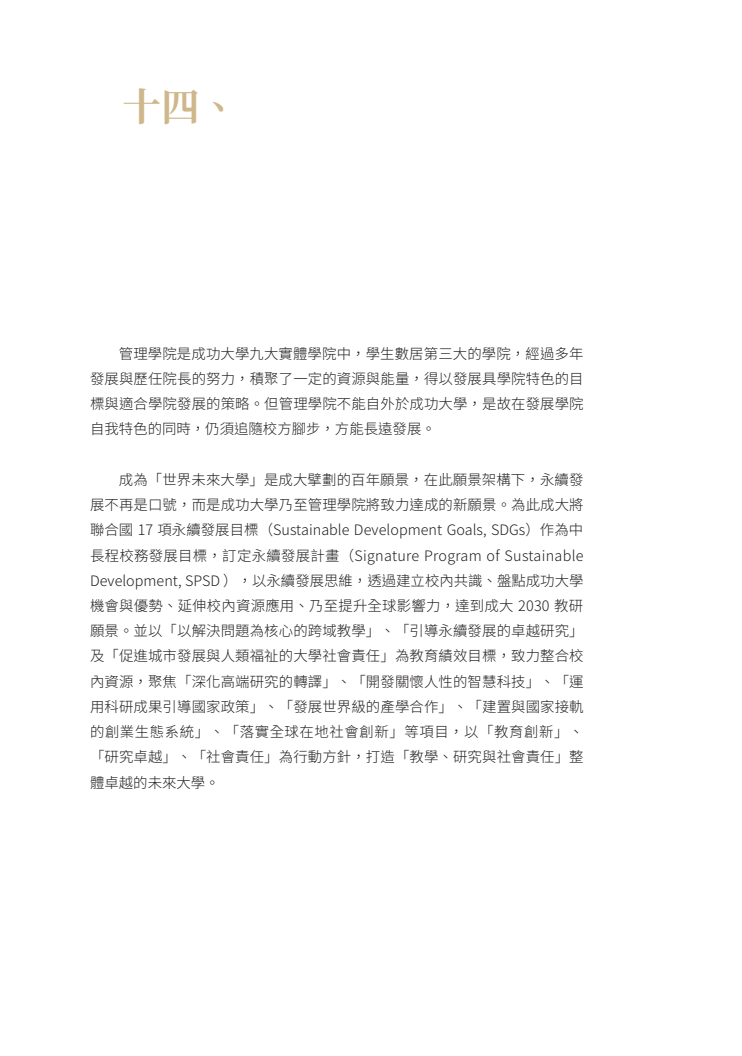 十四、
管理學院是成功大學九大實體學院中，學生數居第三大的學院，經過多年
發展與歷任院長的努力，積聚了一定的資源與能量，得以發展具學院特色的目
標與適合學院發展的策略。但管理學院不能自外於成功大學，是故在發展學院
自我特色的同時，仍須追隨校方腳步，方能長遠發展。
成為「世界未來大學」是成大擘劃的百年願景，在此願景架構下，永續發
展不再是口號，而是成功大學乃至管理學院將致力達成的新願景。為此成大將
聯合國 17 項永續發展目標（Sustainable Development Goals, SDGs）作為中
長程校務發展目標，訂定永續發展計畫（Signature Program of Sustainable
Development, SPSD ），以永續發展思維，透過建立校內共識、盤點成功大學
機會與優勢、延伸校內資源應用、乃至提升全球影響力，達到成大 2030 教研
願景。並以「以解決問題為核心的跨域教學」、「引導永續發展的卓越研究」
及「促進城市發展與人類福祉的大學社會責任」為教育績效目標，致力整合校
內資源，聚焦「深化高端研究的轉譯」、「開發關懷人性的智慧科技」、「運
用科研成果引導國家政策」、「發展世界級的產學合作」、「建置與國家接軌
的創業生態系統」、「落實全球在地社會創新」等項目，以「教育創新」、
「研究卓越」、「社會責任」為行動方針，打造「教學、研究與社會責任」整
體卓越的未來大學。